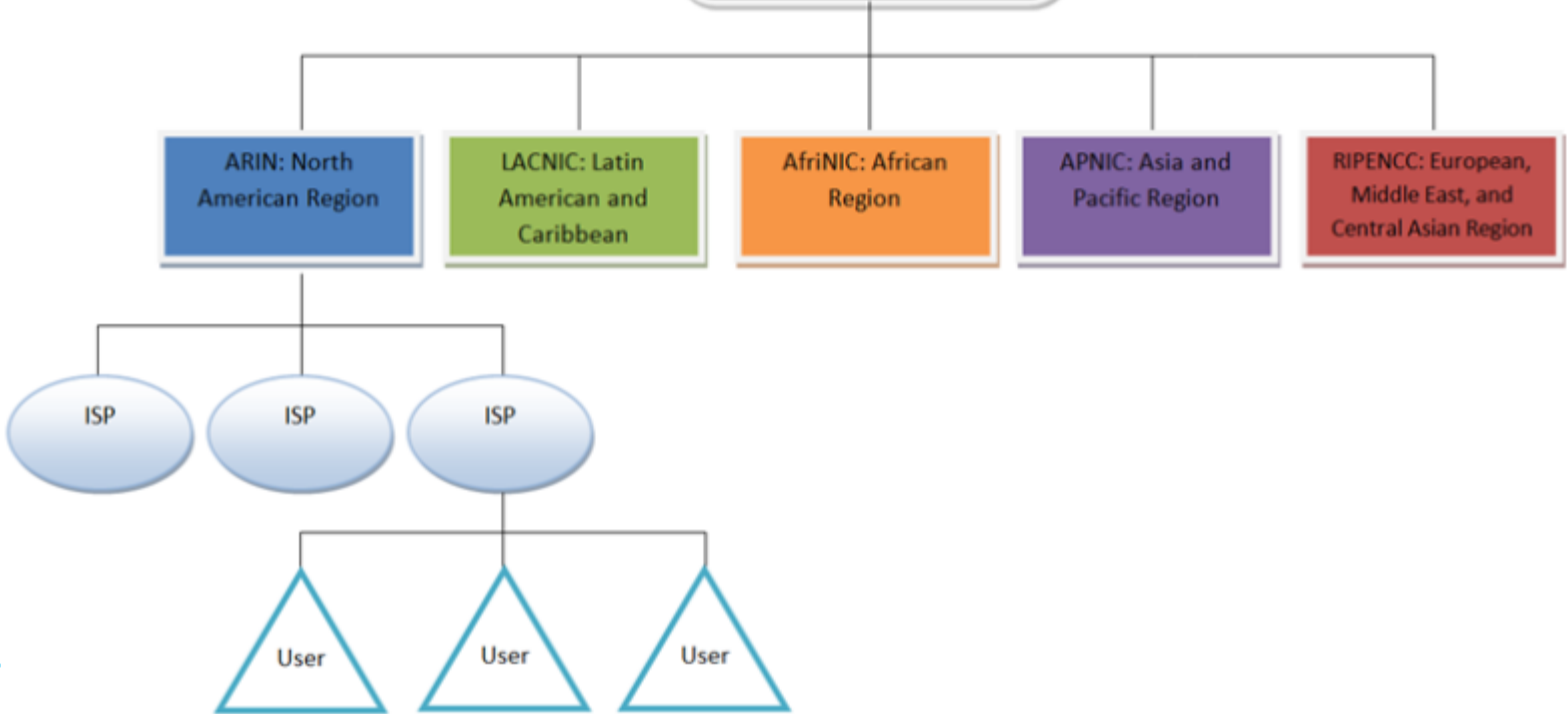 ARIN: North
American Region
LACNIC: Latin
American and
Caribbean
AfriNIC: African
Region
APNIC: Asia and
Pacific Region
RIPENCC: European,
Middle East, and
Central Asian Region
ISP
ISP
ISP
User
User
User